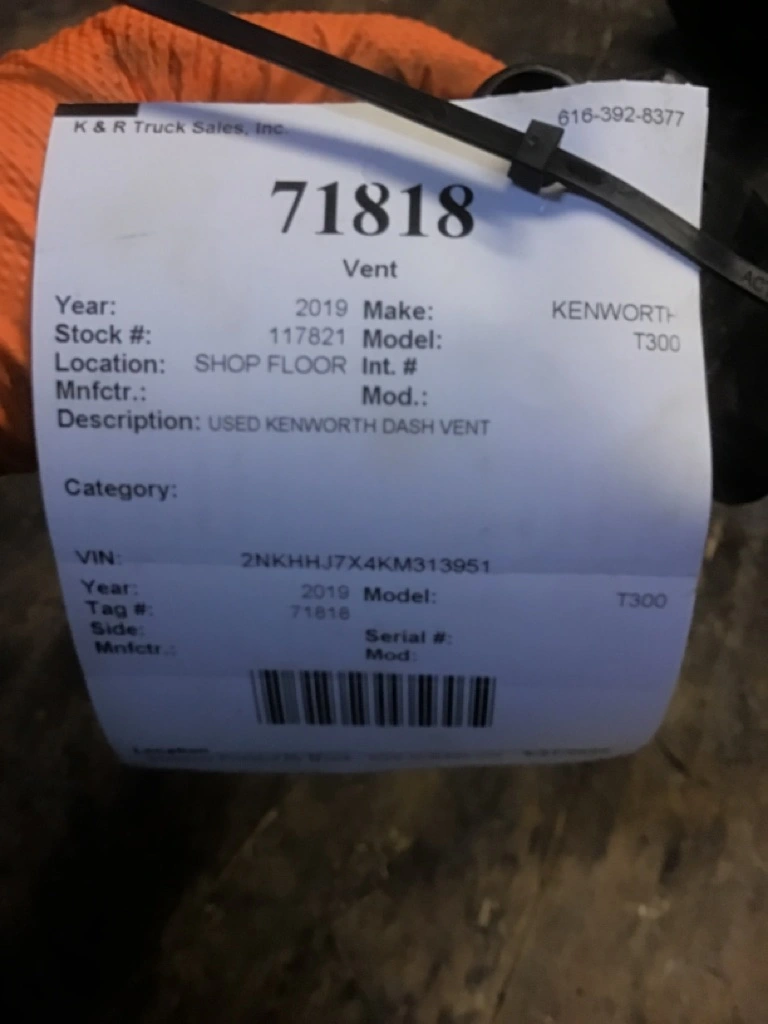 K & R Truck Sales, Inc. 616-392-8377
71818
Vent
Year: 2019 Make: KENWORTH
Stock #: 117821 Model: T300
Location: SHOP FLOOR Int. #
Mnfctr.: Mod.:
Description: USED KENWORTH DASH VENT
Category:
VIN: 2NKHHJ7X4KM313951
Year: 2019 Model: T300
Tag #: 71818
Side: Serial #:
Mnfctr.: Mod:
Location